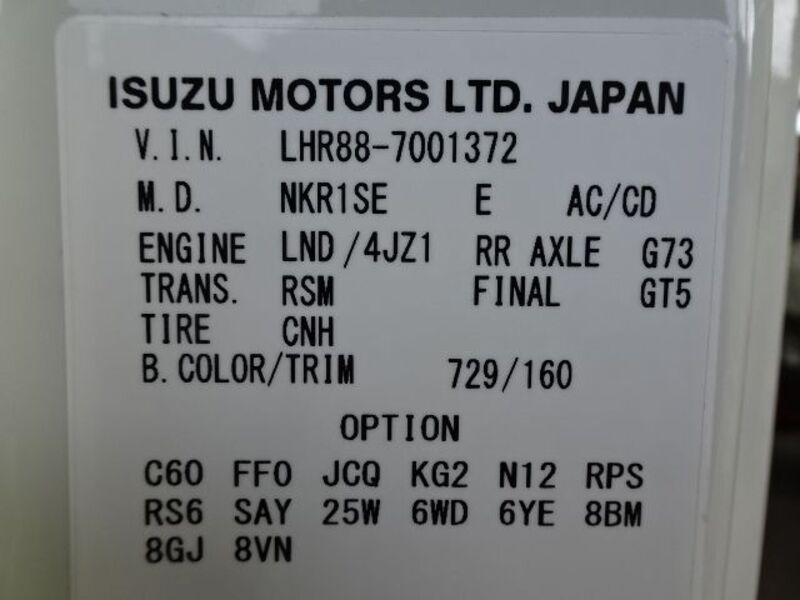 ISUZU MOTORS LTD. JAPAN
V.I.N. LHR88-7001372
M.D. NKR1SE E AC/CD
ENGINE LND/4JZ1 RR AXLE G73
TRANS. RSM FINAL GT5
TIRE CNH
B.COLOR/TRIM 729/160
OPTION
C60 FF0 JCQ KG2 N12 RPS
RS6 SAY 25W 6WD 6YE 8BM
8GJ 8VN